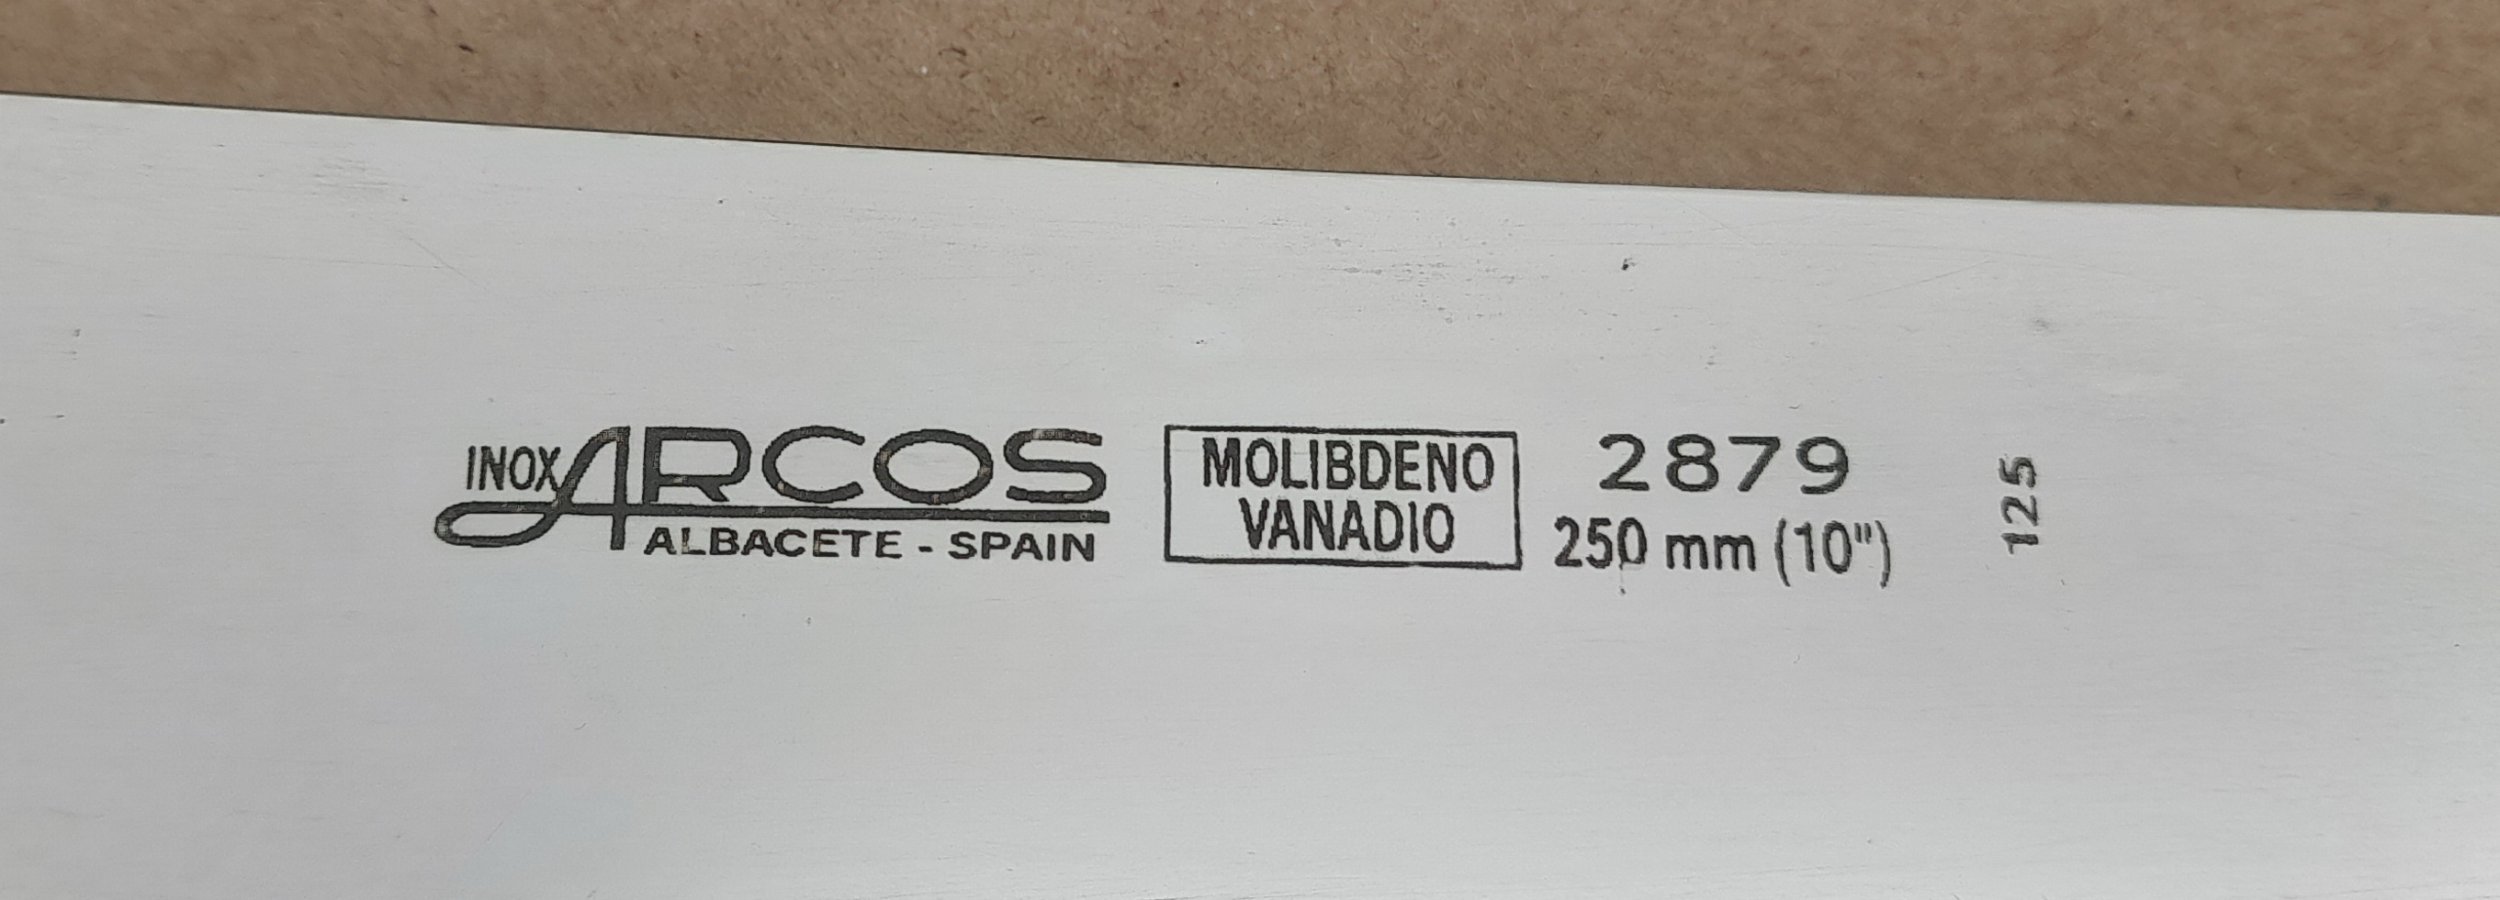 INOX ARCOS
ALBACETE - SPAIN
MOLIBDENO
VANADIO
2879
250 mm (10")
125